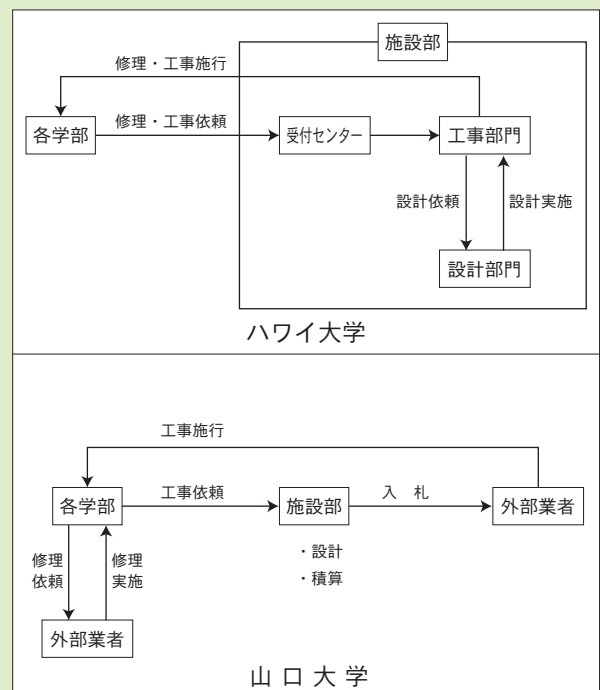 施設部
修理・工事施行
各学部
修理・工事依頼
受付センター
工事部門
設計依頼
設計実施
設計部門
ハワイ大学
工事施行
各学部
工事依頼
施設部
入 札
外部業者
・設計
・積算
修理
依頼
修理
実施
外部業者
山 口 大 学